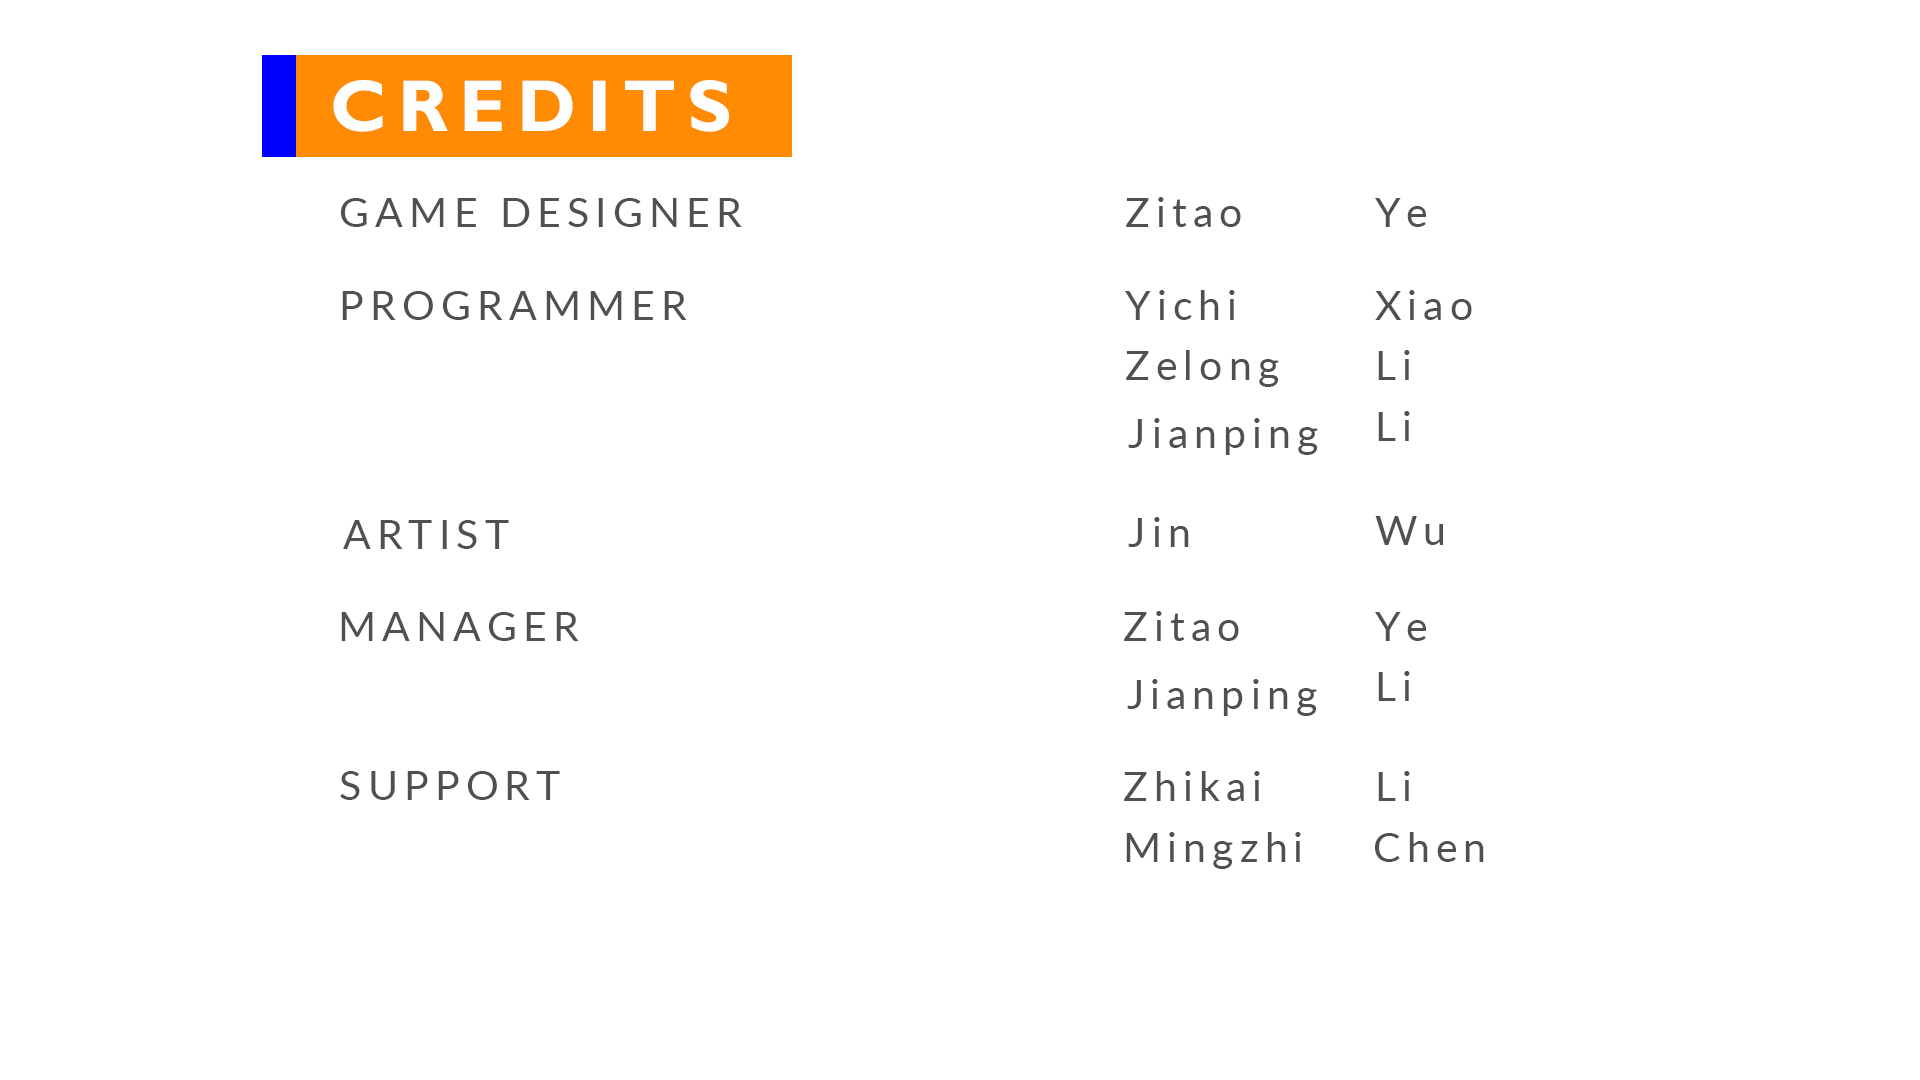 CREDITS
GAME DESIGNER Zitao Ye
PROGRAMMER Yichi Xiao
Zelong Li
Jianping Li
ARTIST Jin Wu
MANAGER Zitao Ye
Jianping Li
SUPPORT Zhikai Li
Mingzhi Chen